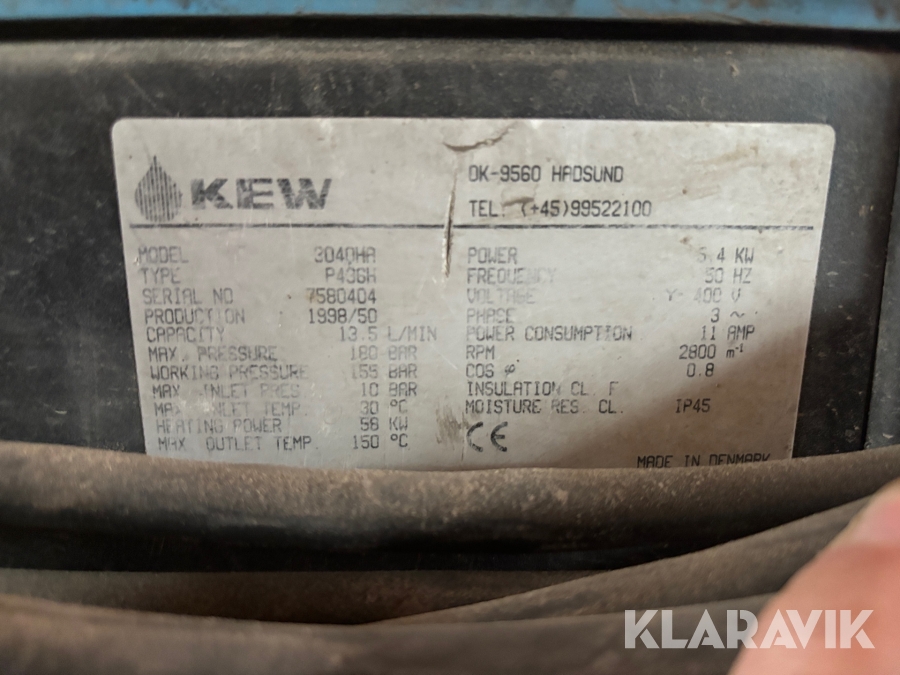 KEW
DK-9560 HADSUND
TEL: (+45)99522100
MODEL 3040HA
TYPE
SERIAL NO 7580404
PRODUCTION 1998/50
CAPACITY 13.5 L/MIN
MAX. PRESSURE 180 BAR
WORKING PRESSURE 155 BAR
MAX. INLET PRES. 10 BAR
MAX. INLET TEMP. 30 °C
HEATING POWER KW
MAX. OUTLET TEMP. 150 °C
POWER 5.4 KW
FREQUENCY 50 HZ
VOLTAGE Y- 400 V
PHASE 3 ~
POWER CONSUMPTION 11 AMP
RPM 2800 m⁻¹
COS φ 0.8
INSULATION CL. F
MOISTURE RES. CL. IP45
CE
MADE IN DENMARK
KLARAVIK